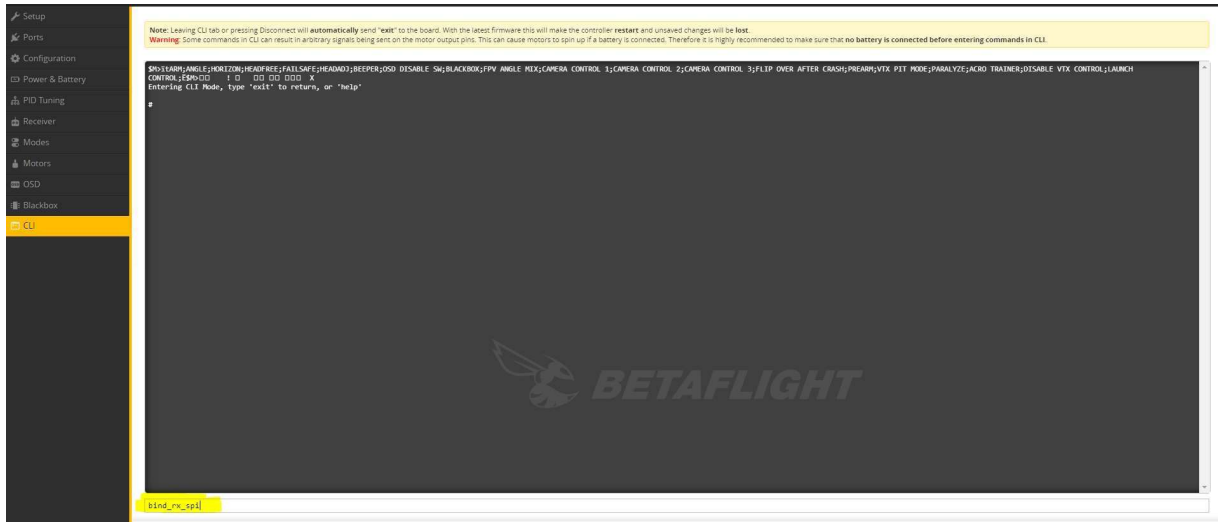 Setup
Ports
Configuration
Power & Battery
PID Tuning
Receiver
Modes
Motors
OSD
Blackbox
CLI
Note: Leaving CLI tab or pressing Disconnect will automatically send "exit" to the board. With the latest firmware this will make the controller restart and unsaved changes will be lost.
Warning: Some commands in CLI can result in arbitrary signals being sent on the motor output pins. This can cause motors to spin up if a battery is connected. Therefore it is highly recommended to make sure that no battery is connected before entering commands in CLI.
$M>ïtARM;ANGLE;HORIZON;HEADFREE;FAILSAFE;HEADADJ;BEEPER;OSD DISABLE SW;BLACKBOX;FPV ANGLE MIX;CAMERA CONTROL 1;CAMERA CONTROL 2;CAMERA CONTROL 3;FLIP OVER AFTER CRASH;PREARM;VTX PIT MODE;PARALYZE;ACRO TRAINER;DISABLE VTX CONTROL;LAUNCH
CONTROL;É$M>□□ ! □ □□ □□ □□□ X
Entering CLI Mode, type 'exit' to return, or 'help'
#
BETAFLIGHT
bind_rx_spi